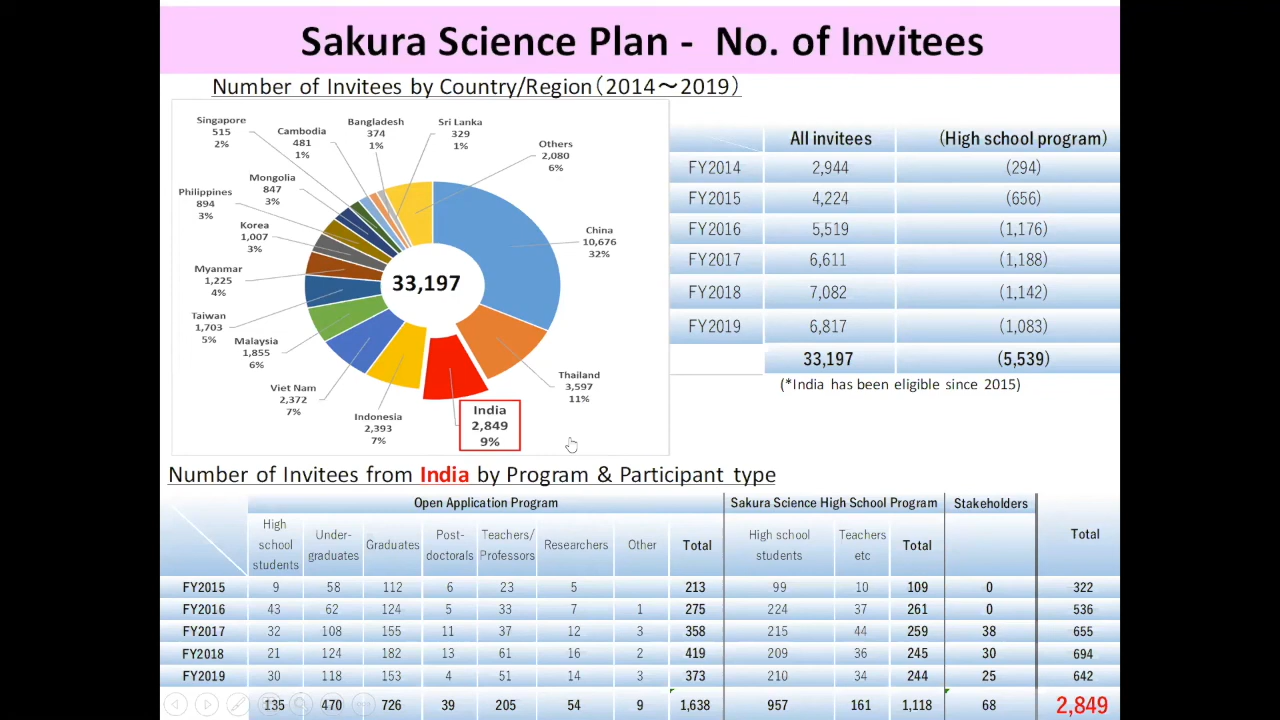 Sakura Science Plan - No. of Invitees
Number of Invitees by Country/Region(2014～2019)
Singapore
515
2%
Cambodia
481
1%
Bangladesh
374
1%
Sri Lanka
329
1%
Others
2,080
6%
Mongolia
847
3%
Philippines
894
3%
Korea
1,007
3%
Myanmar
1,225
4%
Taiwan
1,703
5%
Malaysia
1,855
6%
Viet Nam
2,372
7%
Indonesia
2,393
7%
India
2,849
9%
Thailand
3,597
11%
China
10,676
32%
33,197
All invitees (High school program)
FY2014 2,944 (294)
FY2015 4,224 (656)
FY2016 5,519 (1,176)
FY2017 6,611 (1,188)
FY2018 7,082 (1,142)
FY2019 6,817 (1,083)
33,197 (5,539)
(*India has been eligible since 2015)
Number of Invitees from India by Program & Participant type
Open Application Program Sakura Science High School Program Stakeholders Total
High school students Under-graduates Graduates Post-doctorals Teachers/Professors Researchers Other Total High school students Teachers etc Total
FY2015 9 58 112 6 23 5 213 99 10 109 0 322
FY2016 43 62 124 5 33 7 1 275 224 37 261 0 536
FY2017 32 108 155 11 37 12 3 358 215 44 259 38 655
FY2018 21 124 182 13 61 16 2 419 209 36 245 30 694
FY2019 30 118 153 4 51 14 3 373 210 34 244 25 642
135 470 726 39 205 54 9 1,638 957 161 1,118 68 2,849